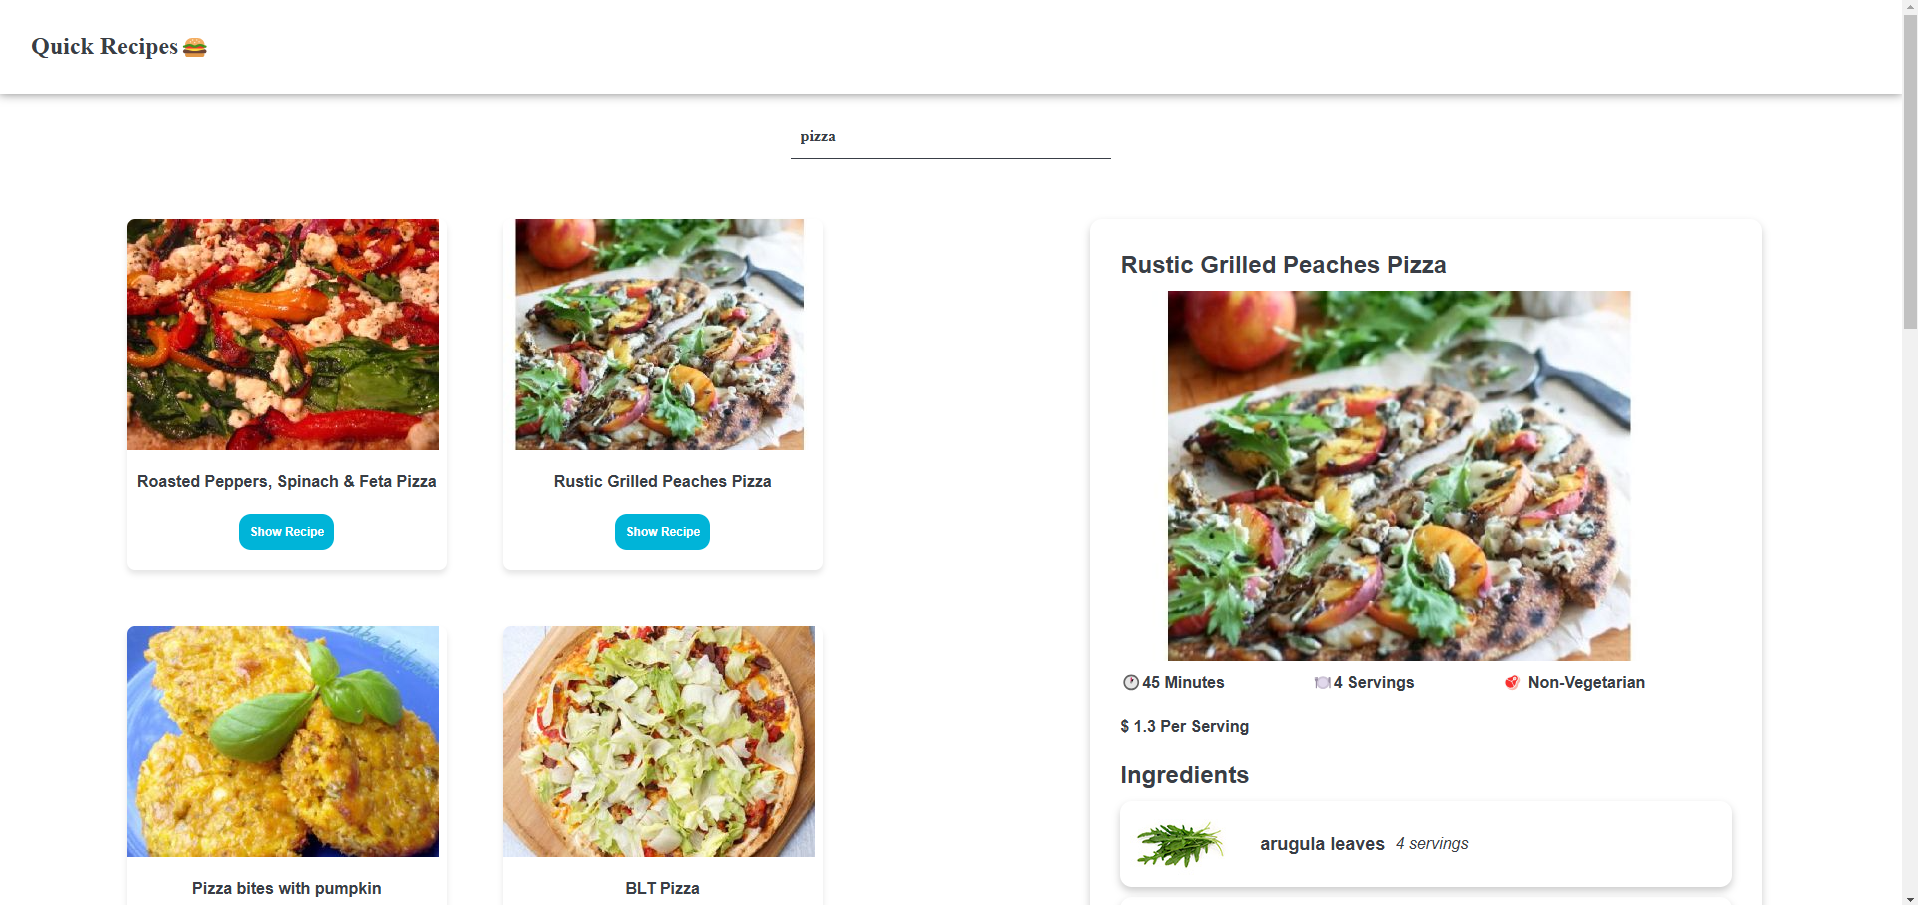 Quick Recipes
pizza
Roasted Peppers, Spinach & Feta Pizza
Show Recipe
Rustic Grilled Peaches Pizza
Show Recipe
Pizza bites with pumpkin
BLT Pizza
Rustic Grilled Peaches Pizza
45 Minutes
4 Servings
Non-Vegetarian
$ 1.3 Per Serving
Ingredients
arugula leaves 4 servings